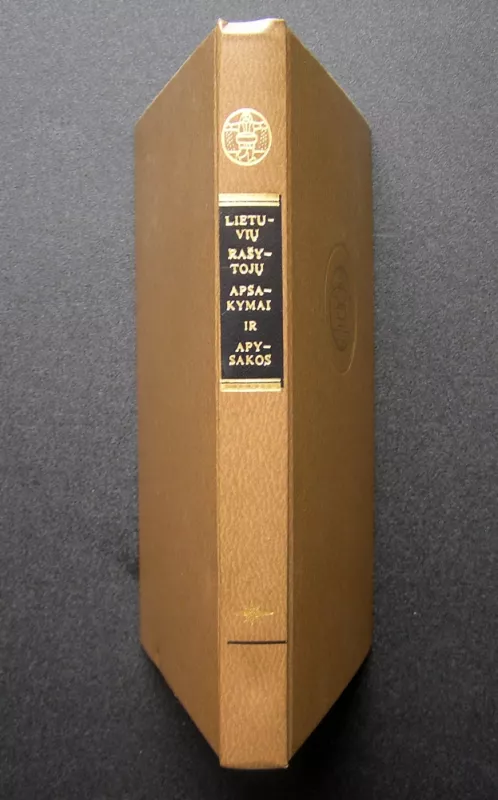 LIETU-
VIŲ
RAŠY-
TOJŲ
APSA-
KYMAI
IR
APY-
SAKOS